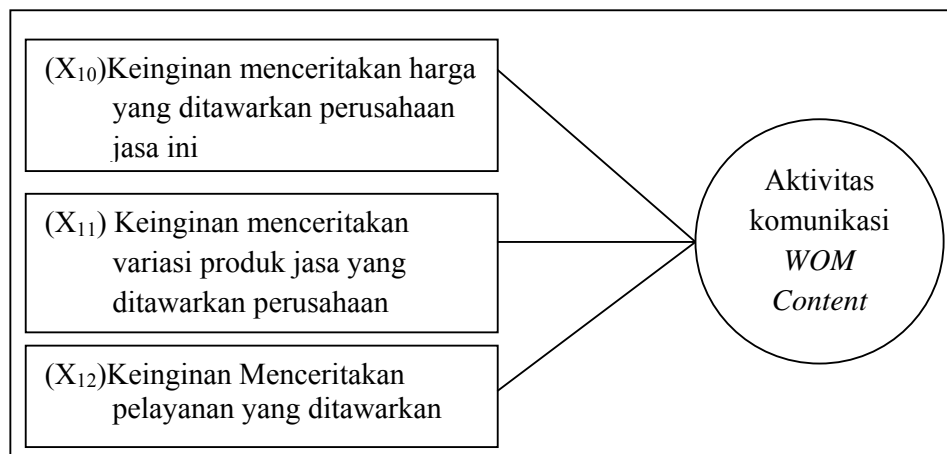 (X₁₀)Keinginan menceritakan harga
yang ditawarkan perusahaan
jasa ini
(X₁₁) Keinginan menceritakan
variasi produk jasa yang
ditawarkan perusahaan
(X₁₂)Keinginan Menceritakan
pelayanan yang ditawarkan
Aktivitas
komunikasi
WOM
Content